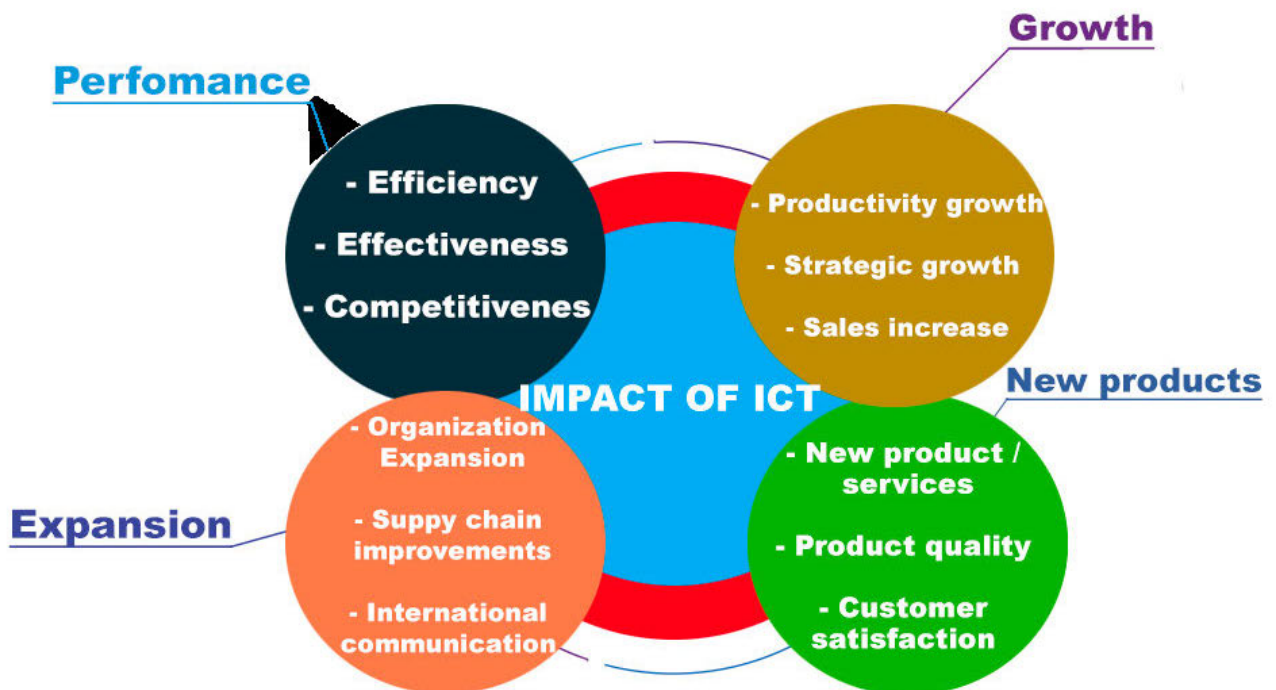 Growth
Perfomance
- Efficiency
- Effectiveness
- Competitivenes
- Productivity growth
- Strategic growth
- Sales increase
IMPACT OF ICT
New products
- Organization
Expansion
- Suppy chain
improvements
- International
communication
Expansion
- New product /
services
- Product quality
- Customer
satisfaction